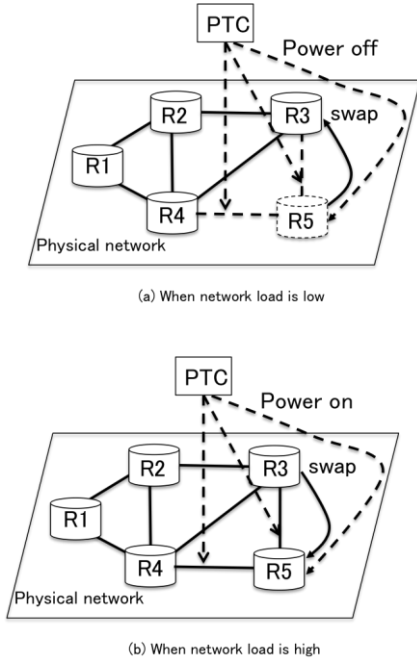 PTC
Power off
R2
R3
swap
R1
R4
R5
Physical network
(a) When network load is low
PTC
Power on
R2
R3
swap
R1
R4
R5
Physical network
(b) When network load is high